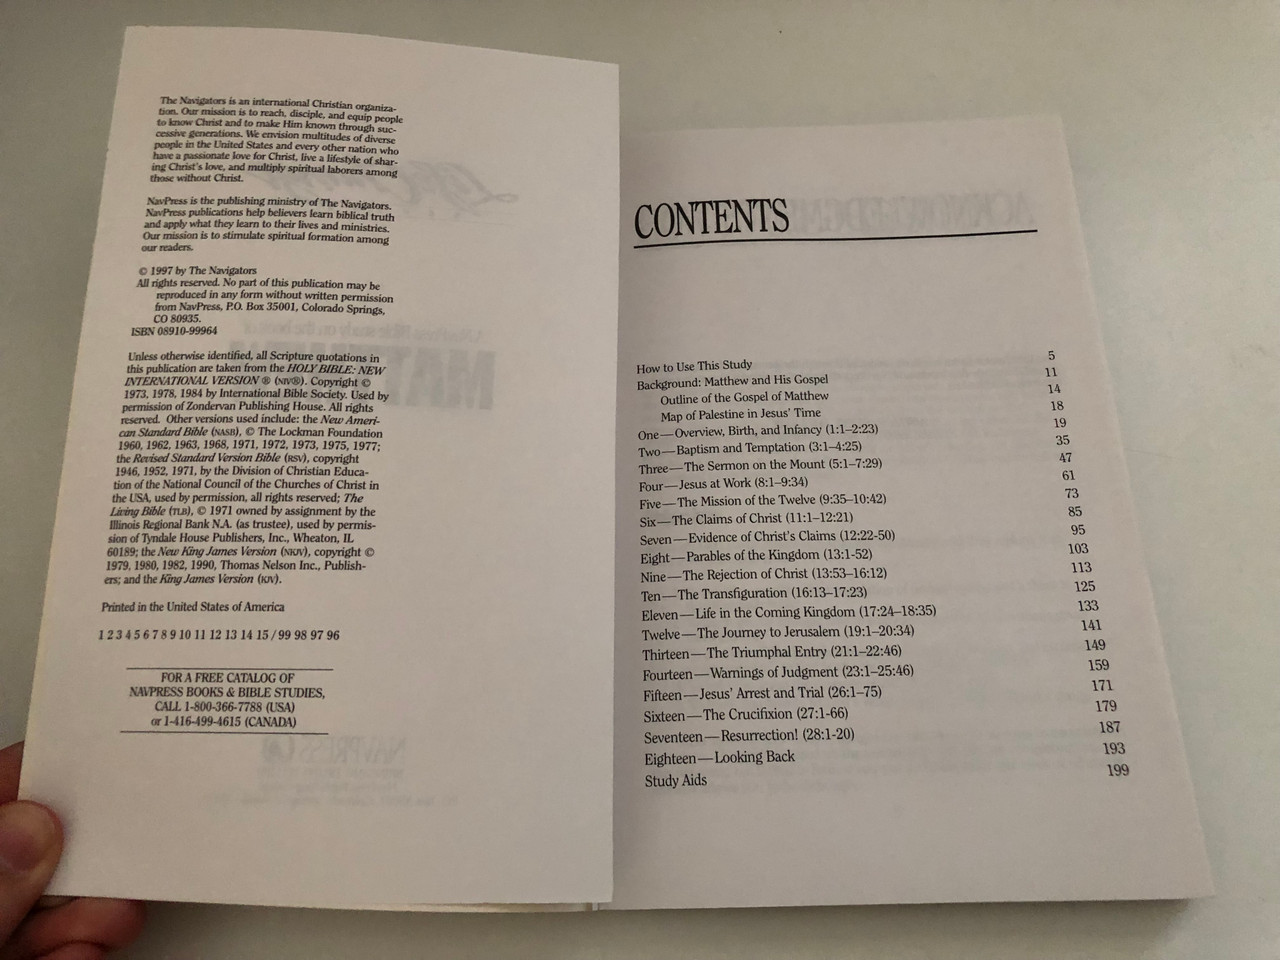 The Navigators is an international Christian organiza-
tion. Our mission is to reach, disciple, and equip people
to know Christ and to make Him known through suc-
cessive generations. We envision multitudes of diverse
people in the United States and every other nation who
have a passionate love for Christ, live a lifestyle of shar-
ing Christ's love, and multiply spiritual laborers among
those without Christ.
NavPress is the publishing ministry of The Navigators.
NavPress publications help believers learn biblical truth
and apply what they learn to their lives and ministries.
Our mission is to stimulate spiritual formation among
our readers.
© 1997 by The Navigators
All rights reserved. No part of this publication may be
reproduced in any form without written permission
from NavPress, P.O. Box 35001, Colorado Springs,
CO 80935.
ISBN 08910-99964
Unless otherwise identified, all Scripture quotations in
this publication are taken from the HOLY BIBLE: NEW
INTERNATIONAL VERSION ® (NIV®). Copyright ©
1973, 1978, 1984 by International Bible Society. Used by
permission of Zondervan Publishing House. All rights
reserved. Other versions used include: the New Ameri-
can Standard Bible (NASB), © The Lockman Foundation
1960, 1962, 1963, 1968, 1971, 1972, 1973, 1975, 1977;
the Revised Standard Version Bible (RSV), copyright
1946, 1952, 1971, by the Division of Christian Educa-
tion of the National Council of the Churches of Christ in
the USA, used by permission, all rights reserved; The
Living Bible (TLB), © 1971 owned by assignment by the
Illinois Regional Bank N.A. (as trustee), used by permis-
sion of Tyndale House Publishers, Inc., Wheaton, IL
60189; the New King James Version (NKJV), copyright ©
1979, 1980, 1982, 1990, Thomas Nelson Inc., Publish-
ers; and the King James Version (KJV).
Printed in the United States of America
1 2 3 4 5 6 7 8 9 10 11 12 13 14 15 / 99 98 97 96
FOR A FREE CATALOG OF
NAVPRESS BOOKS & BIBLE STUDIES,
CALL 1-800-366-7788 (USA)
or 1-416-499-4615 (CANADA)
CONTENTS
How to Use This Study 5
Background: Matthew and His Gospel 11
Outline of the Gospel of Matthew 14
Map of Palestine in Jesus' Time 18
One—Overview, Birth, and Infancy (1:1–2:23) 19
Two—Baptism and Temptation (3:1–4:25) 35
Three—The Sermon on the Mount (5:1–7:29) 47
Four—Jesus at Work (8:1–9:34) 61
Five—The Mission of the Twelve (9:35–10:42) 73
Six—The Claims of Christ (11:1–12:21) 85
Seven—Evidence of Christ's Claims (12:22-50) 95
Eight—Parables of the Kingdom (13:1-52) 103
Nine—The Rejection of Christ (13:53–16:12) 113
Ten—The Transfiguration (16:13–17:23) 125
Eleven—Life in the Coming Kingdom (17:24–18:35) 133
Twelve—The Journey to Jerusalem (19:1–20:34) 141
Thirteen—The Triumphal Entry (21:1–22:46) 149
Fourteen—Warnings of Judgment (23:1–25:46) 159
Fifteen—Jesus' Arrest and Trial (26:1–75) 171
Sixteen—The Crucifixion (27:1-66) 179
Seventeen—Resurrection! (28:1-20) 187
Eighteen—Looking Back 193
Study Aids 199